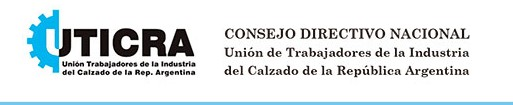 UTICRA
Unión Trabajadores de la Industria
del Calzado de la Rep. Argentina
CONSEJO DIRECTIVO NACIONAL
Unión de Trabajadores de la Industria
del Calzado de la República Argentina